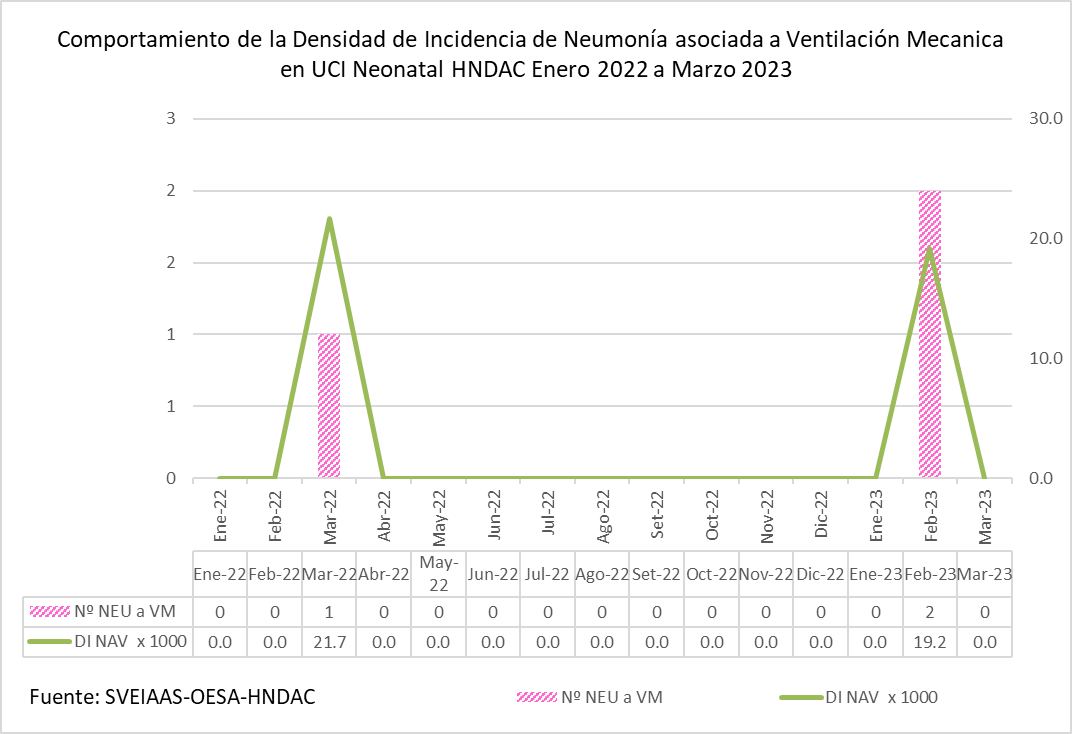 Comportamiento de la Densidad de Incidencia de Neumonía asociada a Ventilación Mecanica
en UCI Neonatal HNDAC Enero 2022 a Marzo 2023
3 30.0
2
20.0
2
1
10.0
1
0 0.0
Ene-22 Feb-22 Mar-22 Abr-22 May-22 Jun-22 Jul-22 Ago-22 Set-22 Oct-22 Nov-22 Dic-22 Ene-23 Feb-23 Mar-23
Ene-22 Feb-22 Mar-22 Abr-22 May-
22 Jun-22 Jul-22 Ago-22 Set-22 Oct-22 Nov-22 Dic-22 Ene-23 Feb-23 Mar-23
Nº NEU a VM 0 0 1 0 0 0 0 0 0 0 0 0 0 2 0
DI NAV x 1000 0.0 0.0 21.7 0.0 0.0 0.0 0.0 0.0 0.0 0.0 0.0 0.0 0.0 19.2 0.0
Fuente: SVEIAAS-OESA-HNDAC Nº NEU a VM DI NAV x 1000